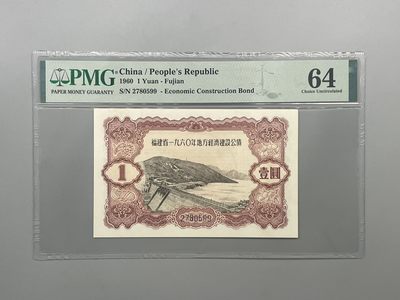 PMG
PAPER MONEY GUARANTY
China / People's Republic
1960 1 Yuan - Fujian
S/N 2780599 - Economic Construction Bond
64
Choice Uncirculated
福建省一九六〇年地方經濟建設公債
1
壹圓
2780599